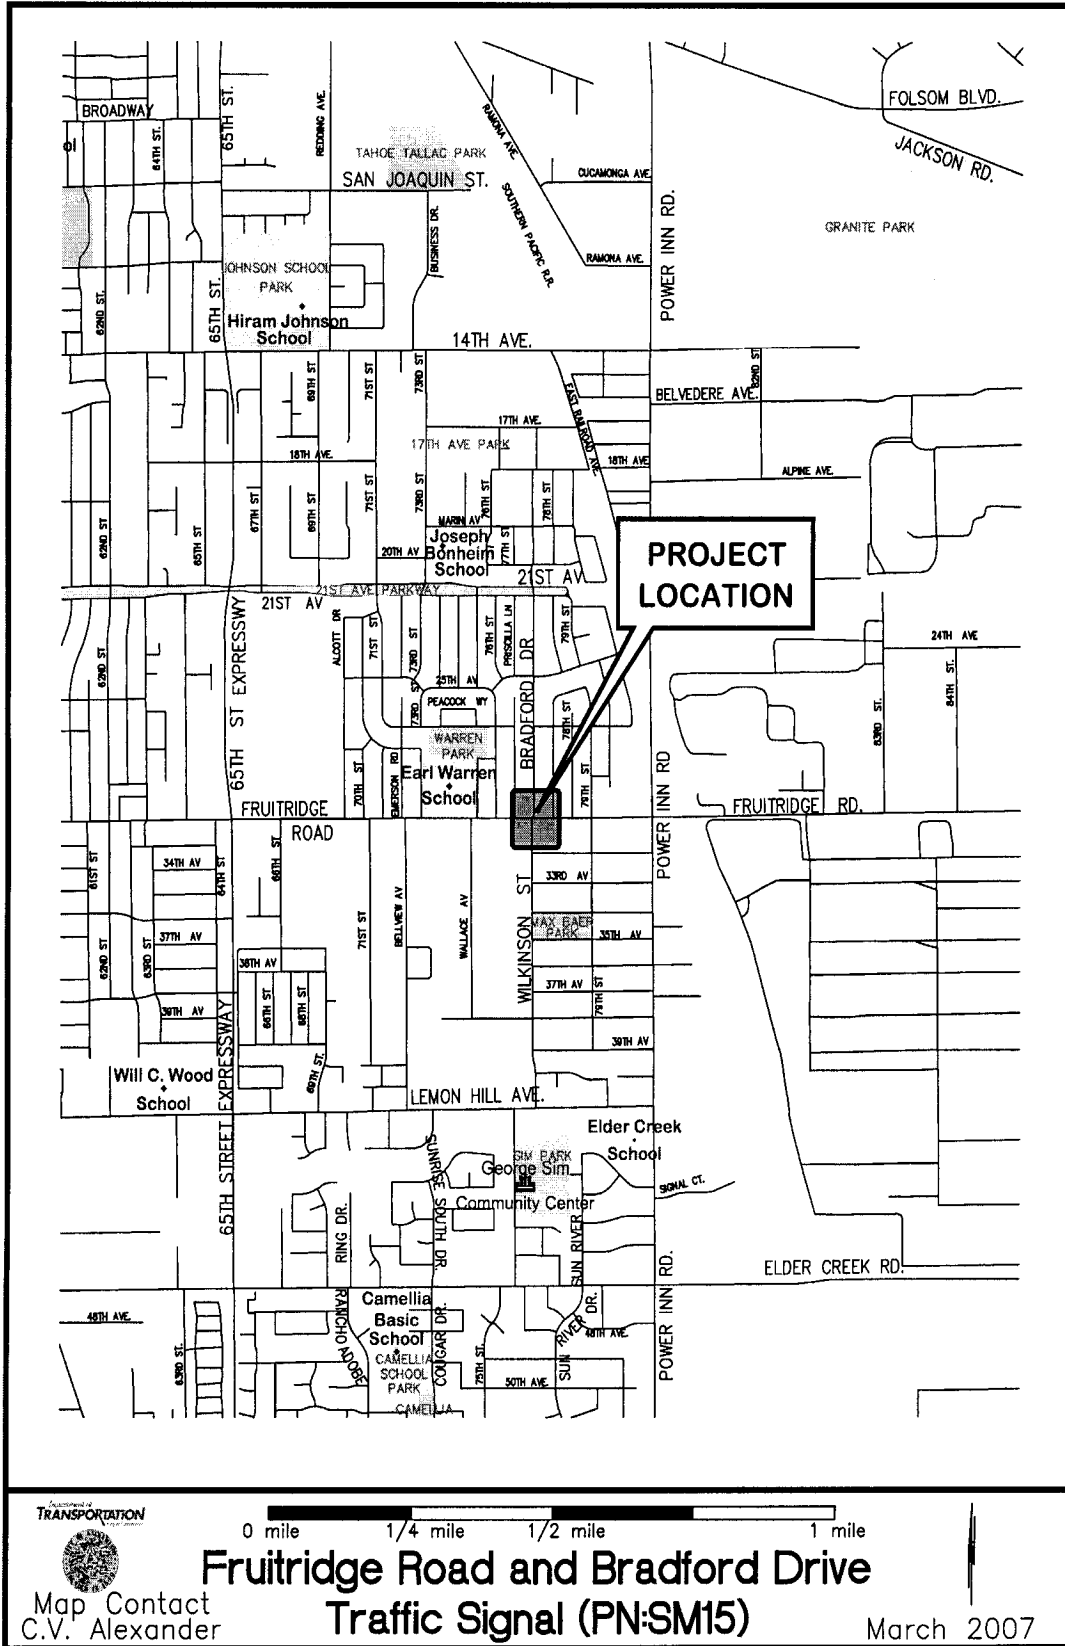 BROADWAY
65TH ST.
64TH ST.
REDDING AVE.
TAHOE TALLAC PARK
SAN JOAQUIN ST.
BUSINESS DR.
RAMONA AVE.
SOUTHERN PACIFIC R.R.
CUCAMONGA AVE.
RAMONA AVE.
POWER INN RD.
FOLSOM BLVD.
JACKSON RD.
GRANITE PARK
ol
62ND ST.
65TH ST.
JOHNSON SCHOOL
PARK
Hiram Johnson
School
14TH AVE.
69TH ST
71ST ST
73RD ST
EAST RAILROAD AVE.
BELVEDERE AVE.
82ND ST
17TH AVE.
17TH AVE PARK
18TH AVE.
18TH AVE
ALPINE AVE.
62ND ST
65TH ST
67TH ST
69TH ST
71ST ST
73RD ST
76TH ST
78TH ST
MARIN AV
Joseph
Bonheim
School
77TH ST
20TH AV
21ST AV
21ST AVE PARKWAY
21ST AV
PROJECT
LOCATION
62ND ST
65TH ST EXPRESSWY
ALCOTT DR
71ST ST
73RD ST
76TH ST
PRISCILLA LN
BRADFORD DR
79TH ST
24TH AVE
83RD ST.
84TH ST.
25TH AV
73RD ST
PEACOCK WY
78TH ST
WARREN
PARK
Earl Warren
School
70TH ST
EMERSON RD
79TH ST
POWER INN RD
FRUITRIDGE
ROAD
FRUITRIDGE RD.
61ST ST
34TH AV
64TH ST
66TH ST
33RD AV
MAX BAER
PARK
35TH AV
62ND ST
63RD ST
37TH AV
71ST ST
BELLVIEW AV
WALLACE AV
WILKINSON ST
36TH AV
66TH ST
68TH ST
37TH AV
79TH ST
39TH AV
39TH AV
69TH ST.
Will C. Wood
School
LEMON HILL AVE.
65TH STREET EXPRESSWAY
Elder Creek
School
SIM PARK
George Sim
Community Center
SUNRISE SOUTH DR.
RING DR.
SIGNAL CT.
SUN RIVER
ELDER CREEK RD.
POWER INN RD.
48TH AVE.
63RD ST.
RANCHO ADOBE
Camellia
Basic
School
CAMELLIA
SCHOOL
PARK
CAMELLIA
COUGAR DR.
75TH ST.
SUN RIVER DR.
48TH AVE.
50TH AVE.
TRANSPORTATION
0 mile 1/4 mile 1/2 mile 1 mile
Fruitridge Road and Bradford Drive
Traffic Signal (PN:SM15)
Map Contact
C.V. Alexander
March 2007